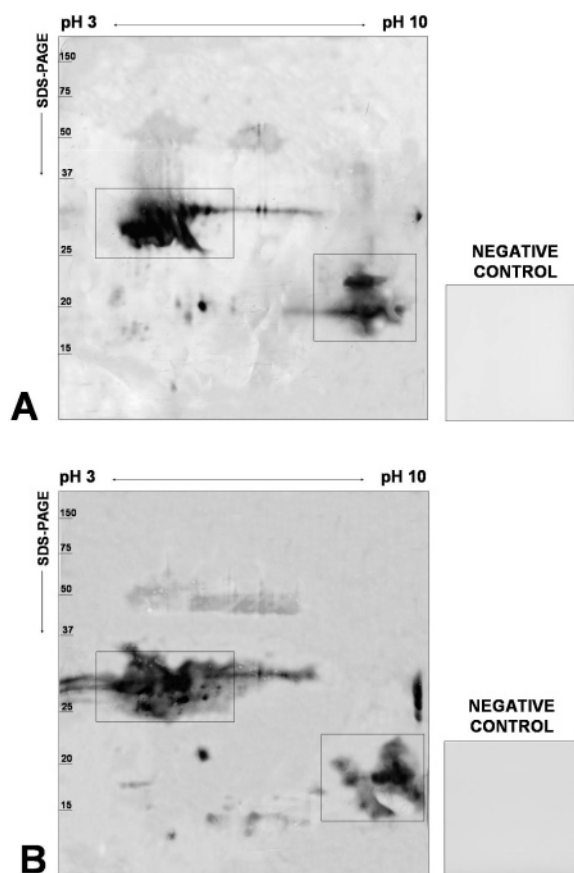 pH 3 pH 10
SDS-PAGE
150
75
50
37
25
20
15
A
NEGATIVE
CONTROL
pH 3 pH 10
SDS-PAGE
150
75
50
37
25
20
15
B
NEGATIVE
CONTROL